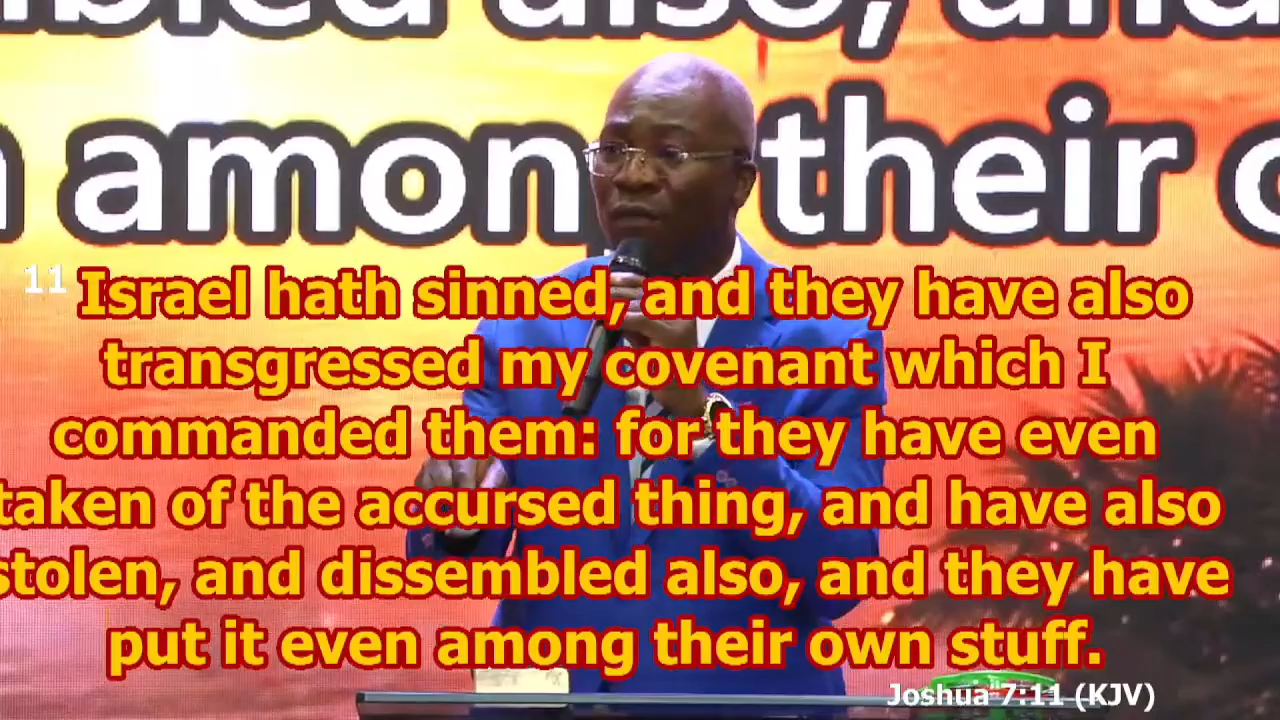 also, and
among their
11 Israel hath sinned, and they have also
transgressed my covenant which I
commanded them: for they have even
taken of the accursed thing, and have also
stolen, and dissembled also, and they have
put it even among their own stuff.
Joshua 7:11 (KJV)